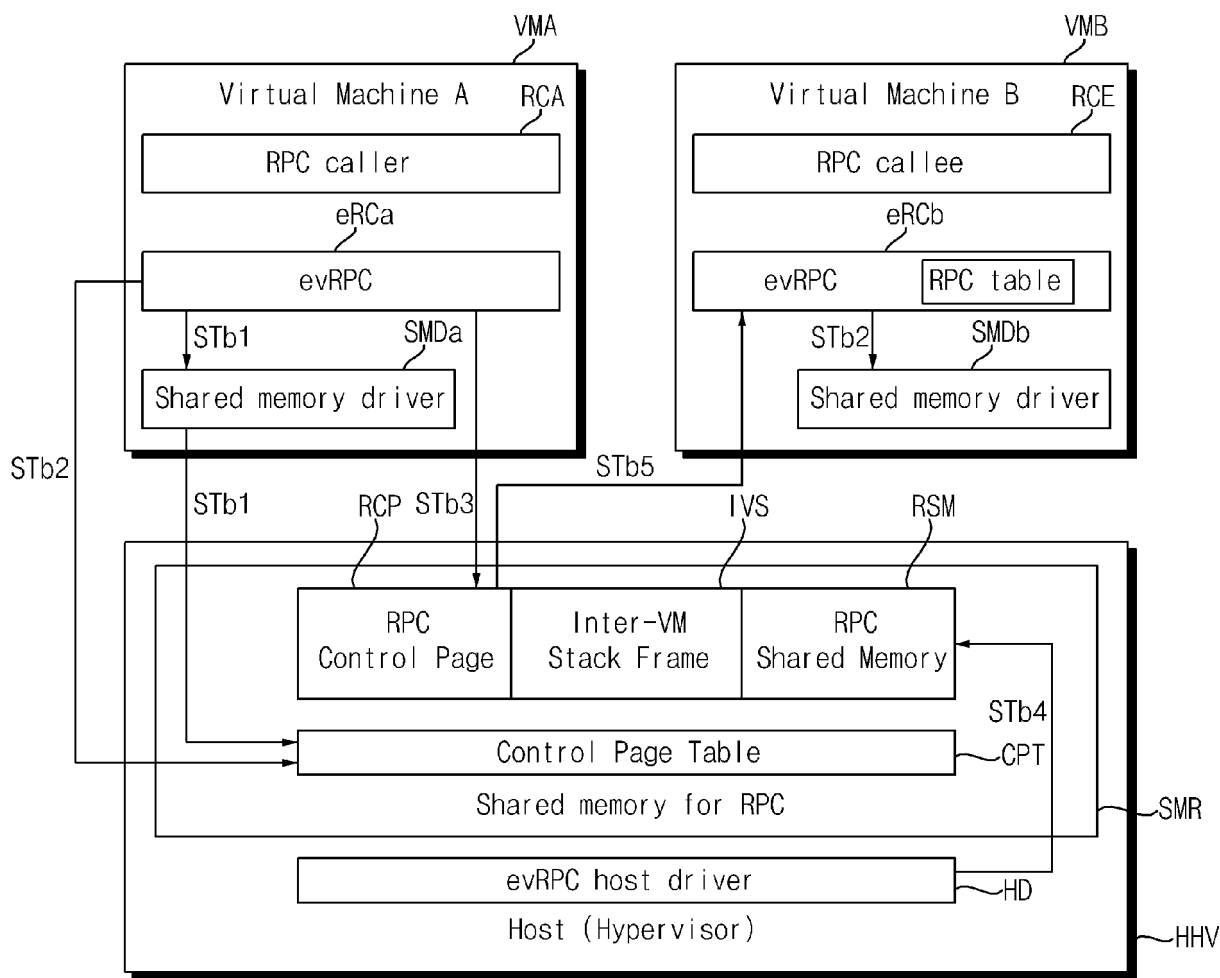 VMA
VMB
Virtual Machine A
RCA
Virtual Machine B
RCE
RPC caller
RPC callee
eRCa
eRCb
evRPC
evRPC
RPC table
STb1
SMDa
STb2
SMDb
Shared memory driver
Shared memory driver
STb2
STb5
STb1
RCP
STb3
IVS
RSM
RPC
Control Page
Inter-VM
Stack Frame
RPC
Shared Memory
STb4
Control Page Table
CPT
Shared memory for RPC
SMR
evRPC host driver
HD
Host (Hypervisor)
HHV